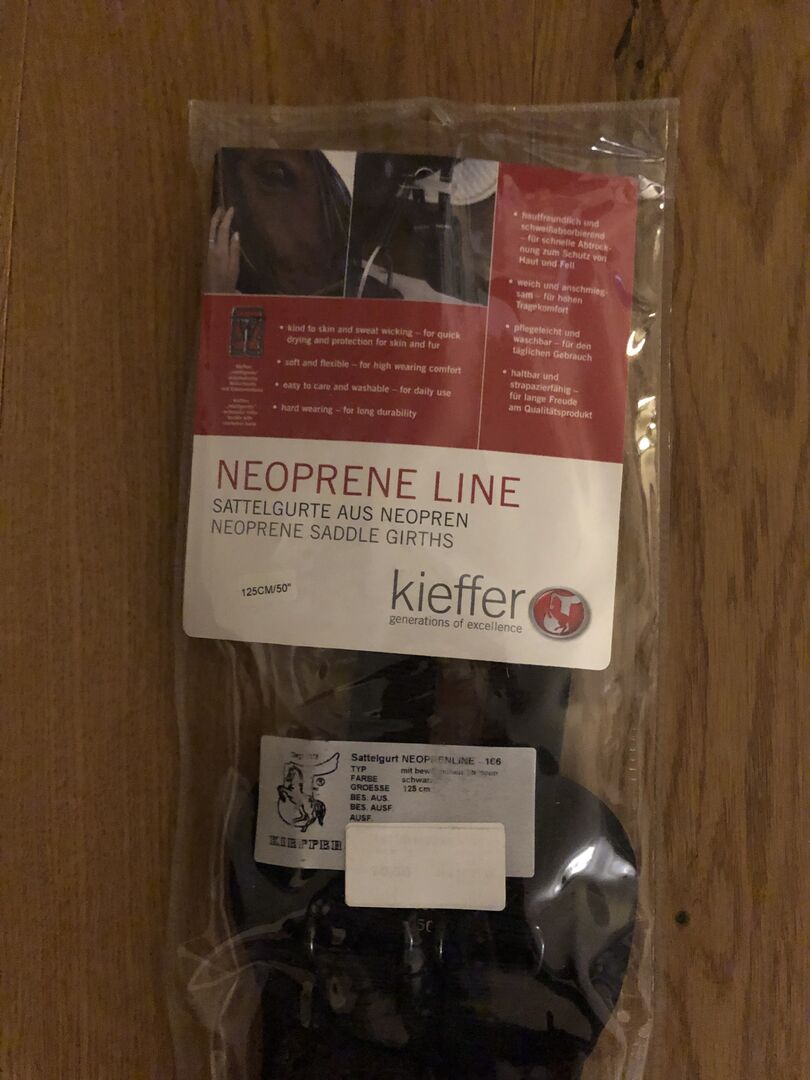 • kind to skin and sweat wicking – for quick
drying and protection for skin and fur
• soft and flexible – for high wearing comfort
• easy to care and washable – for daily use
• hard wearing – for long durability
• hautfreundlich und
schweißabsorbierend
– für schnelle Abtrock-
nung zum Schutz von
Haut und Fell
• weich und anschmieg-
sam – für hohen
Tragekomfort
• pflegeleicht und
waschbar – für den
täglichen Gebrauch
• haltbar und
strapazierfähig –
für lange Freude
am Qualitätsprodukt
NEOPRENE LINE
SATTELGURTE AUS NEOPREN
NEOPRENE SADDLE GIRTHS
125CM/50"
kieffer
generations of excellence
Sattelgurt NEOPRENLINE - 166
TYP mit
FARBE schwarz
GROESSE 125 cm
BES. AUS.
BES. AUSF.
AUSF.
KIEFFER